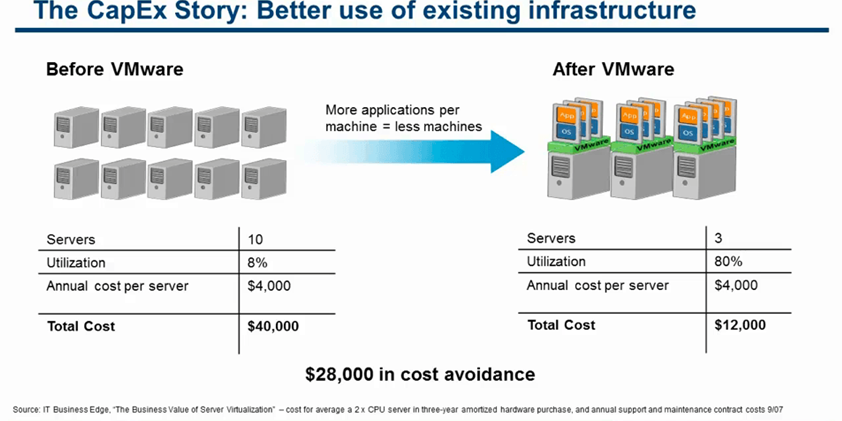 The CapEx Story: Better use of existing infrastructure
Before VMware
After VMware
More applications per
machine = less machines
App App App
OS OS OS
VMware VMware VMware
Servers 10
Utilization 8%
Annual cost per server $4,000
Total Cost $40,000
Servers 3
Utilization 80%
Annual cost per server $4,000
Total Cost $12,000
$28,000 in cost avoidance
Source: IT Business Edge, "The Business Value of Server Virtualization" – cost for average a 2 x CPU server in three-year amortized hardware purchase, and annual support and maintenance contract costs 9/07